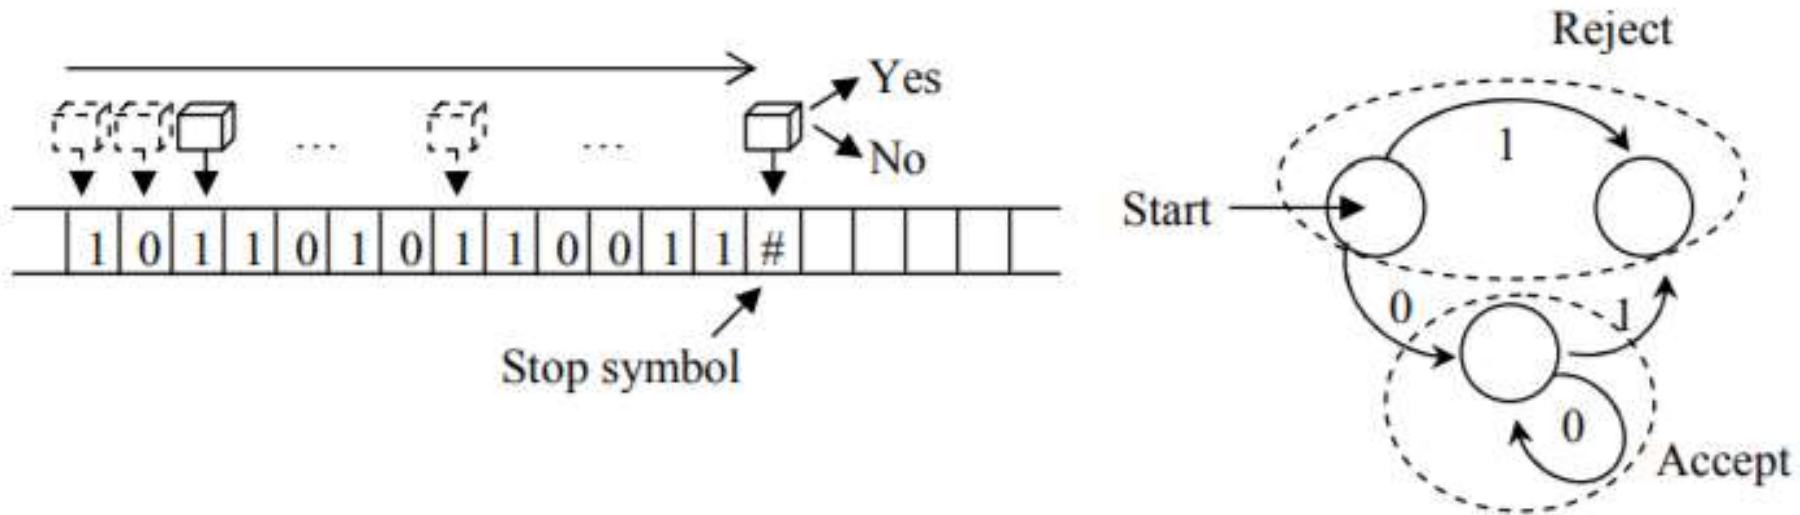 Yes
No
...
...
1 0 1 1 0 1 0 1 1 0 0 1 1 #
Stop symbol
Reject
1
Start
0
1
0
Accept